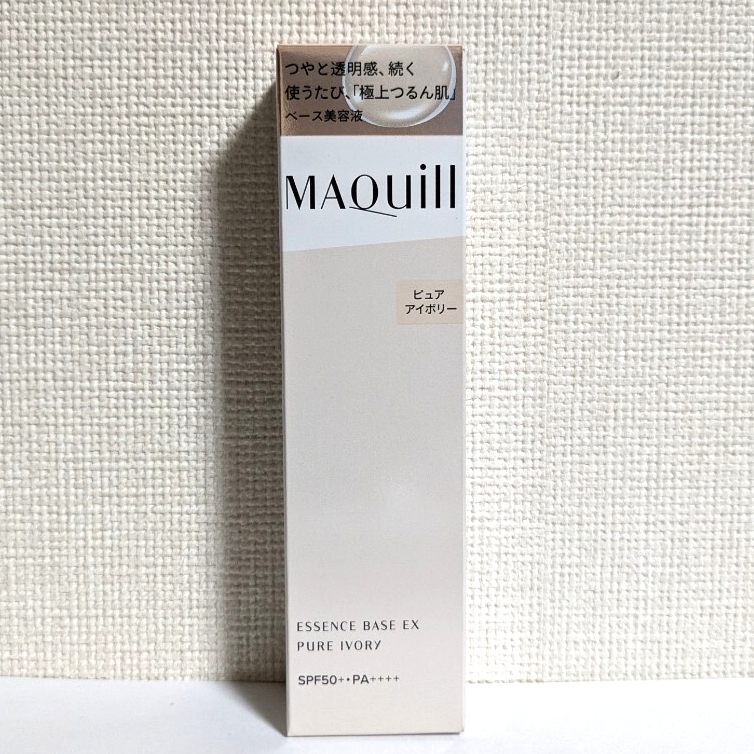 つやと透明感、続く
使うたび、「極上つるん肌」
ベース美容液
MAQuill
ピュア
アイボリー
ESSENCE BASE EX
PURE IVORY
SPF50+・PA++++